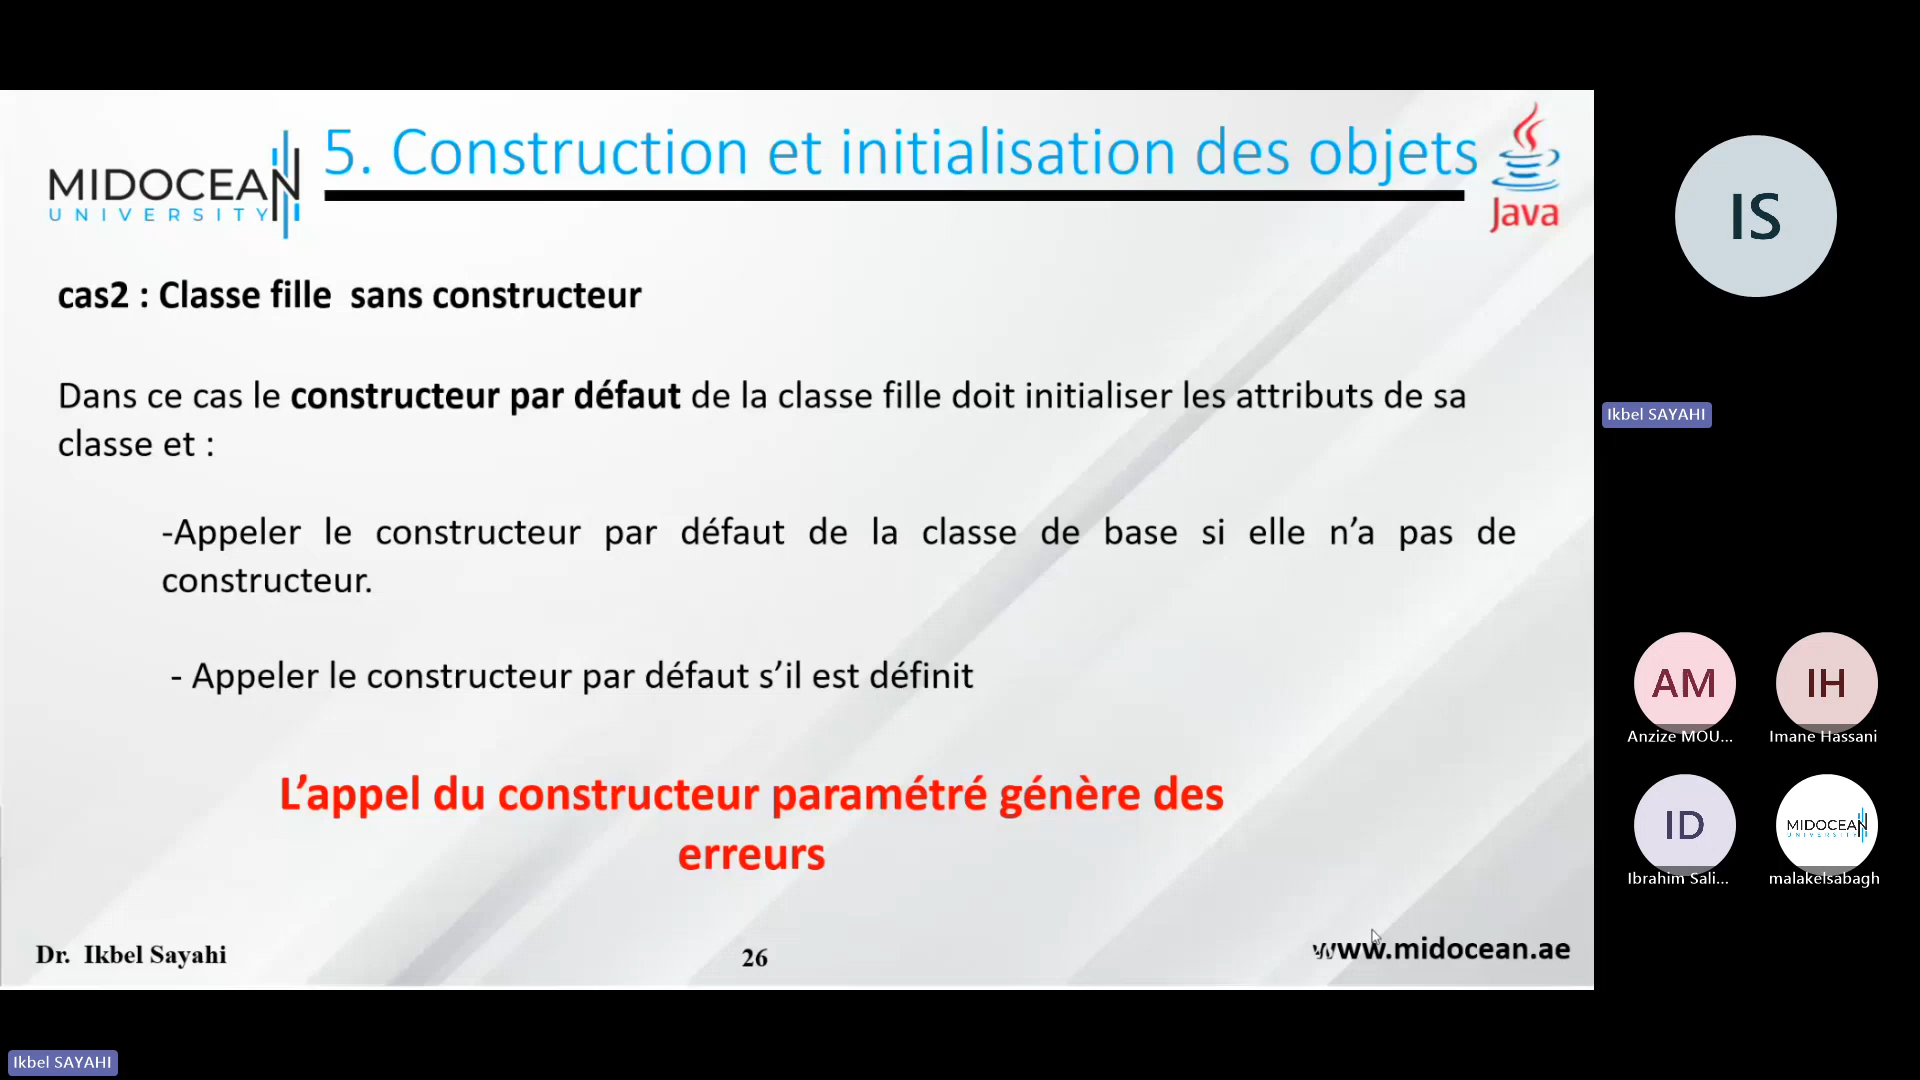 MIDOCEAN
UNIVERSITY
5. Construction et initialisation des objets
Java
cas2 : Classe fille sans constructeur
Dans ce cas le constructeur par défaut de la classe fille doit initialiser les attributs de sa
classe et :
-Appeler le constructeur par défaut de la classe de base si elle n’a pas de
constructeur.
- Appeler le constructeur par défaut s’il est définit
L’appel du constructeur paramétré génère des
erreurs
Dr. Ikbel Sayahi
26
www.midocean.ae
IS
Ikbel SAYAHI
AM
IH
Anzize MOU...
Imane Hassani
ID
MIDOCEAN
UNIVERSITY
Ibrahim Sali...
malakelsabagh
Ikbel SAYAHI